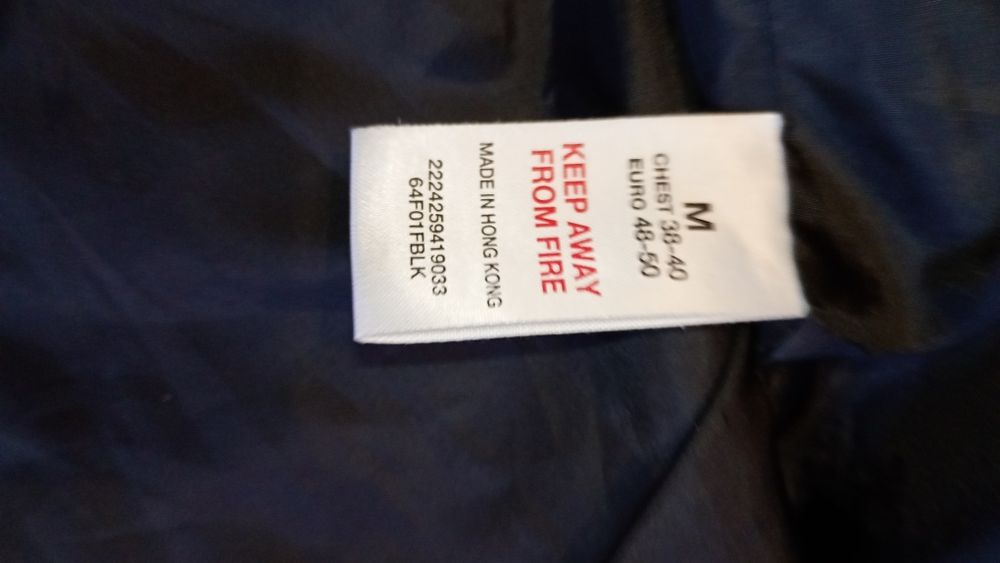 M
CHEST 38-40
EURO 48-50
KEEP AWAY
FROM FIRE
MADE IN HONG KONG
2224259419033
64F01FBLK